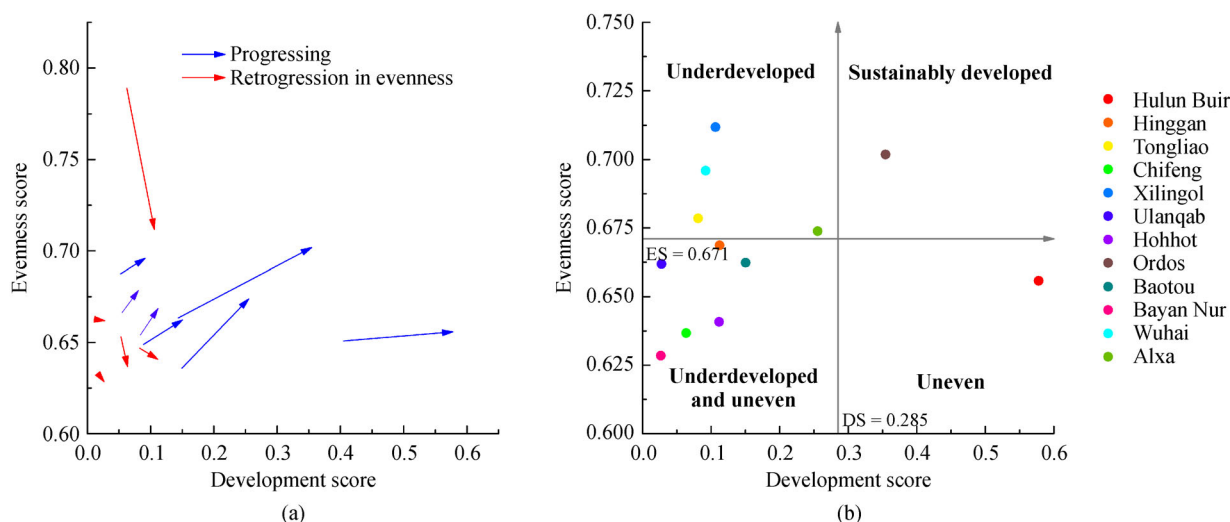 0.80
0.75
0.70
0.65
0.60
Evenness score
Progressing
Retrogression in evenness
0.0
0.1
0.2
0.3
0.4
0.5
0.6
Development score
(a)
0.750
0.725
0.700
0.675
0.650
0.625
0.600
Evenness score
Underdeveloped
Sustainably developed
ES = 0.671
Underdeveloped
and uneven
Uneven
DS = 0.285
0.0
0.1
0.2
0.3
0.4
0.5
0.6
Development score
(b)
Hulun Buir
Hinggan
Tongliao
Chifeng
Xilingol
Ulanqab
Hohhot
Ordos
Baotou
Bayan Nur
Wuhai
Alxa